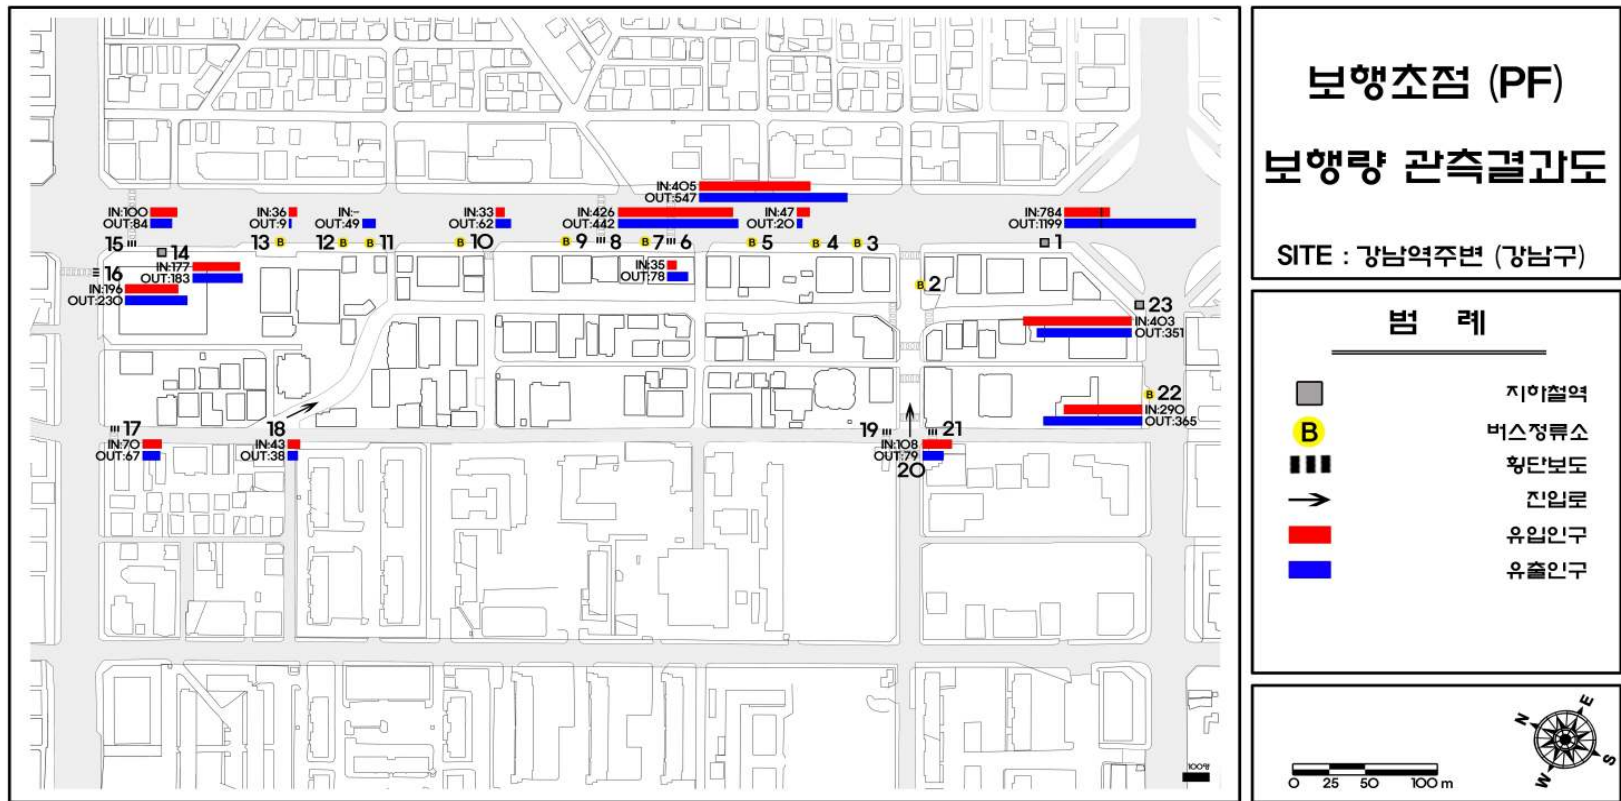 보행초점 (PF)
보행량 관측결과도
SITE : 강남역주변 (강남구)
범 례
지하철역
B 버스정류소
횡단보도
진입로
유입인구
유출인구
0 25 50 100 m
N E S W
100명
IN:405
OUT:547
IN:100
OUT:84
IN:36
OUT:9
IN:-
OUT:49
IN:33
OUT:62
IN:426
OUT:442
IN:47
OUT:20
IN:784
OUT:1199
15 14 13 B 12 B B 11 B 10 B 9 8 B 7 6 B 5 B 4 B 3 1
16
IN:177
OUT:183
IN:196
OUT:230
IN:35
OUT:78
B 2
23
IN:403
OUT:351
B 22
IN:290
OUT:365
17
IN:70
OUT:67
18
IN:43
OUT:38
19 21
IN:108
OUT:79
20